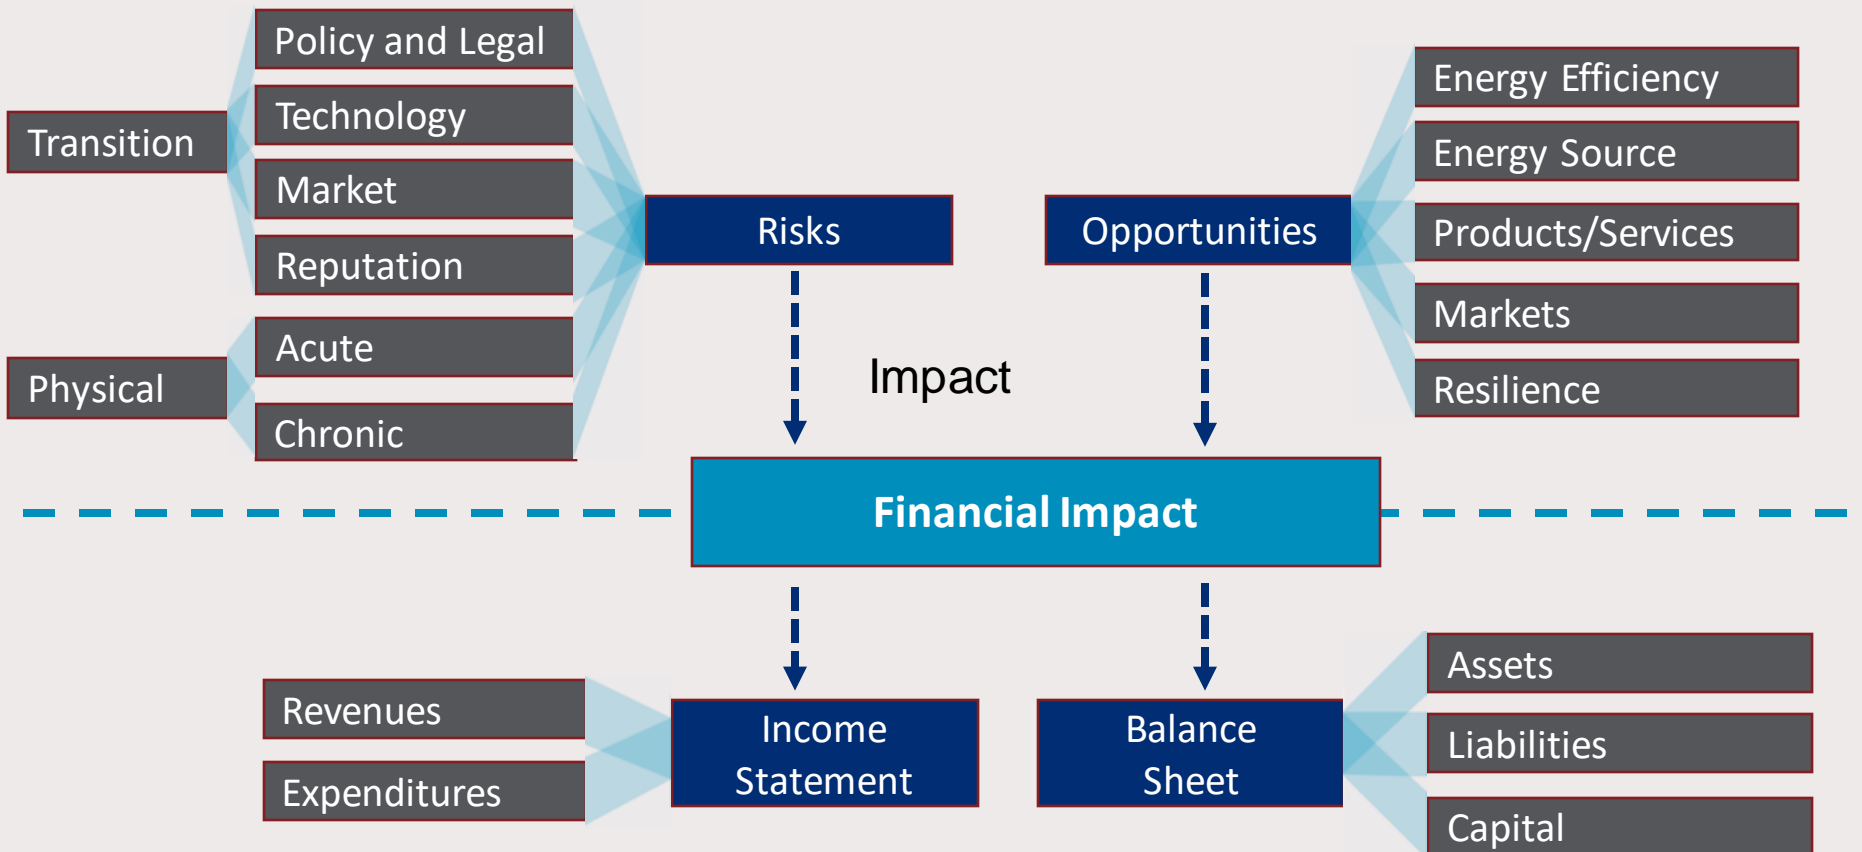 Transition
Physical
Policy and Legal
Technology
Market
Reputation
Acute
Chronic
Risks
Opportunities
Energy Efficiency
Energy Source
Products/Services
Markets
Resilience
Impact
Financial Impact
Revenues
Expenditures
Income
Statement
Balance
Sheet
Assets
Liabilities
Capital